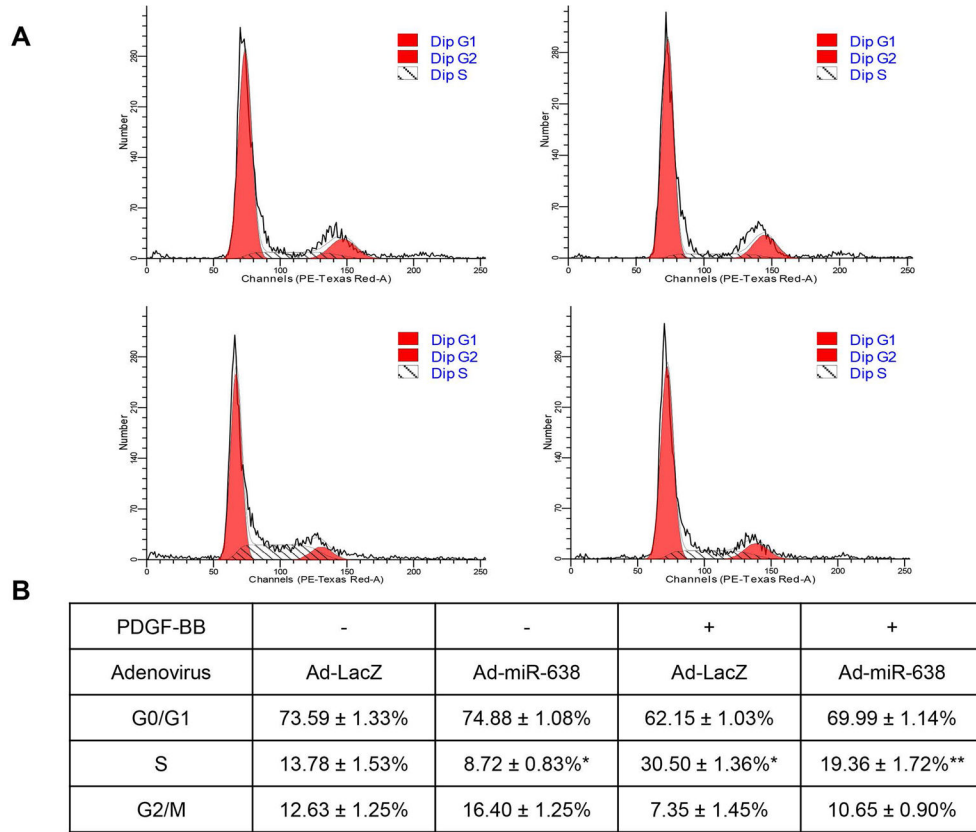 A
Dip G1
Dip G2
Dip S
Number
280
210
140
70
0
0 50 100 150 200 250
Channels (PE-Texas Red-A)
Dip G1
Dip G2
Dip S
Number
280
210
140
70
0
0 50 100 150 200 250
Channels (PE-Texas Red-A)
Dip G1
Dip G2
Dip S
Number
280
210
140
70
0
0 50 100 150 200 250
Channels (PE-Texas Red-A)
Dip G1
Dip G2
Dip S
Number
280
210
140
70
0
0 50 100 150 200 250
Channels (PE-Texas Red-A)
B
PDGF-BB - - + +
Adenovirus Ad-LacZ Ad-miR-638 Ad-LacZ Ad-miR-638
G0/G1 73.59 ± 1.33% 74.88 ± 1.08% 62.15 ± 1.03% 69.99 ± 1.14%
S 13.78 ± 1.53% 8.72 ± 0.83%* 30.50 ± 1.36%* 19.36 ± 1.72%**
G2/M 12.63 ± 1.25% 16.40 ± 1.25% 7.35 ± 1.45% 10.65 ± 0.90%